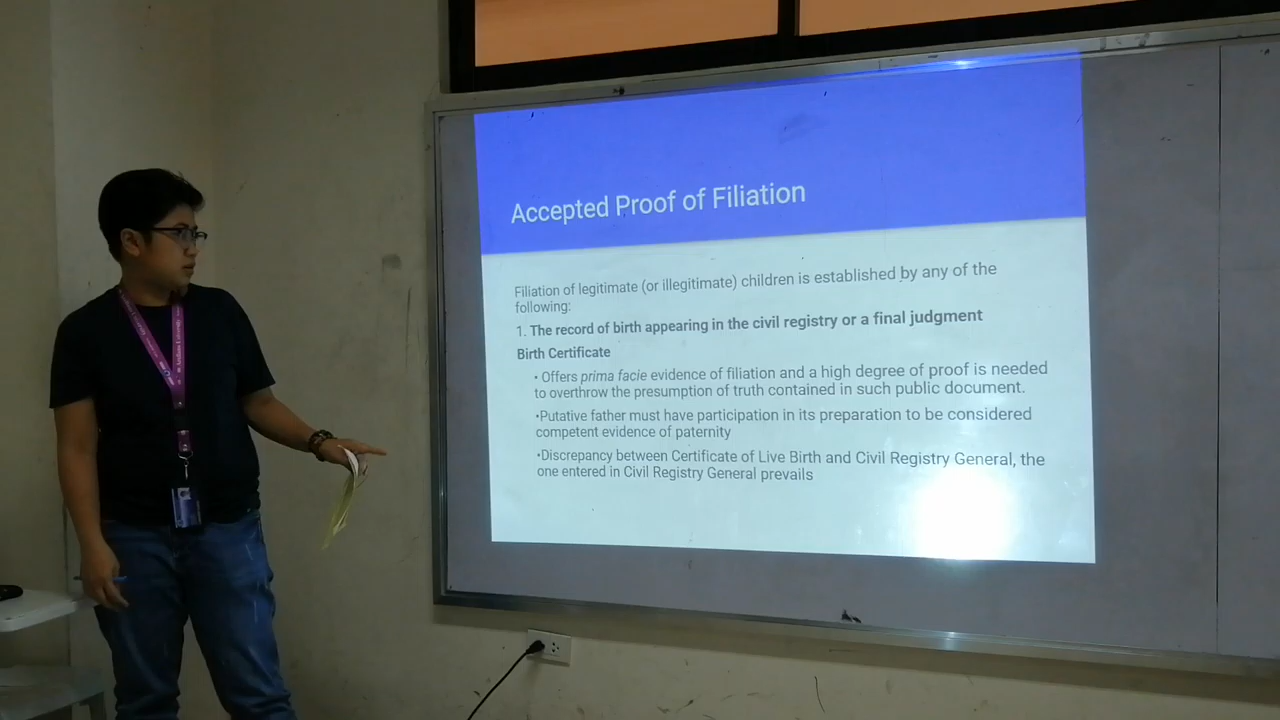 Accepted Proof of Filiation
Filiation of legitimate (or illegitimate) children is established by any of the
following:
1. The record of birth appearing in the civil registry or a final judgment
Birth Certificate
• Offers prima facie evidence of filiation and a high degree of proof is needed
to overthrow the presumption of truth contained in such public document.
•Putative father must have participation in its preparation to be considered
competent evidence of paternity
•Discrepancy between Certificate of Live Birth and Civil Registry General, the
one entered in Civil Registry General prevails